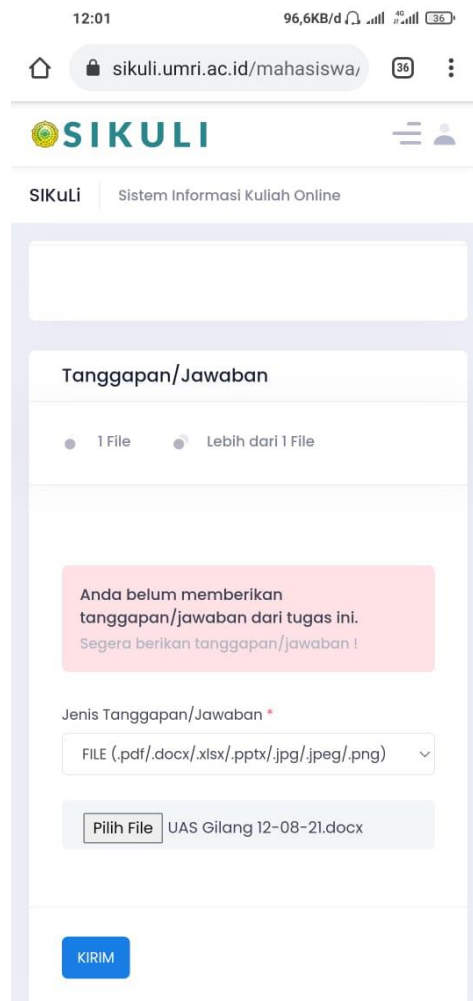 12:01
96,6KB/d
4G
36
sikuli.umri.ac.id/mahasiswa/
36
SIKULI
SIKuLi
Sistem Informasi Kuliah Online
Tanggapan/Jawaban
1 File
Lebih dari 1 File
Anda belum memberikan
tanggapan/jawaban dari tugas ini.
Segera berikan tanggapan/jawaban !
Jenis Tanggapan/Jawaban *
FILE (.pdf/.docx/.xlsx/.pptx/.jpg/.jpeg/.png)
Pilih File UAS Gilang 12-08-21.docx
KIRIM